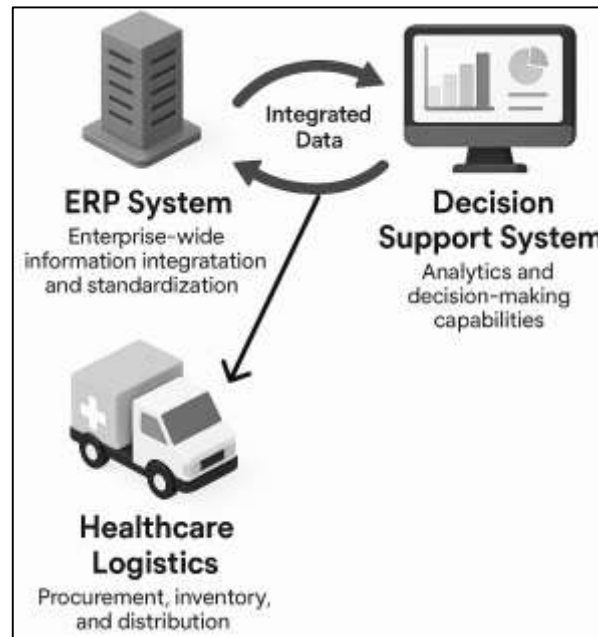 Integrated
Data
ERP System
Enterprise-wide
information integratation
and standardization
Decision
Support System
Analytics and
decision-making
capabilities
Healthcare
Logistics
Procurement, inventory,
and distribution